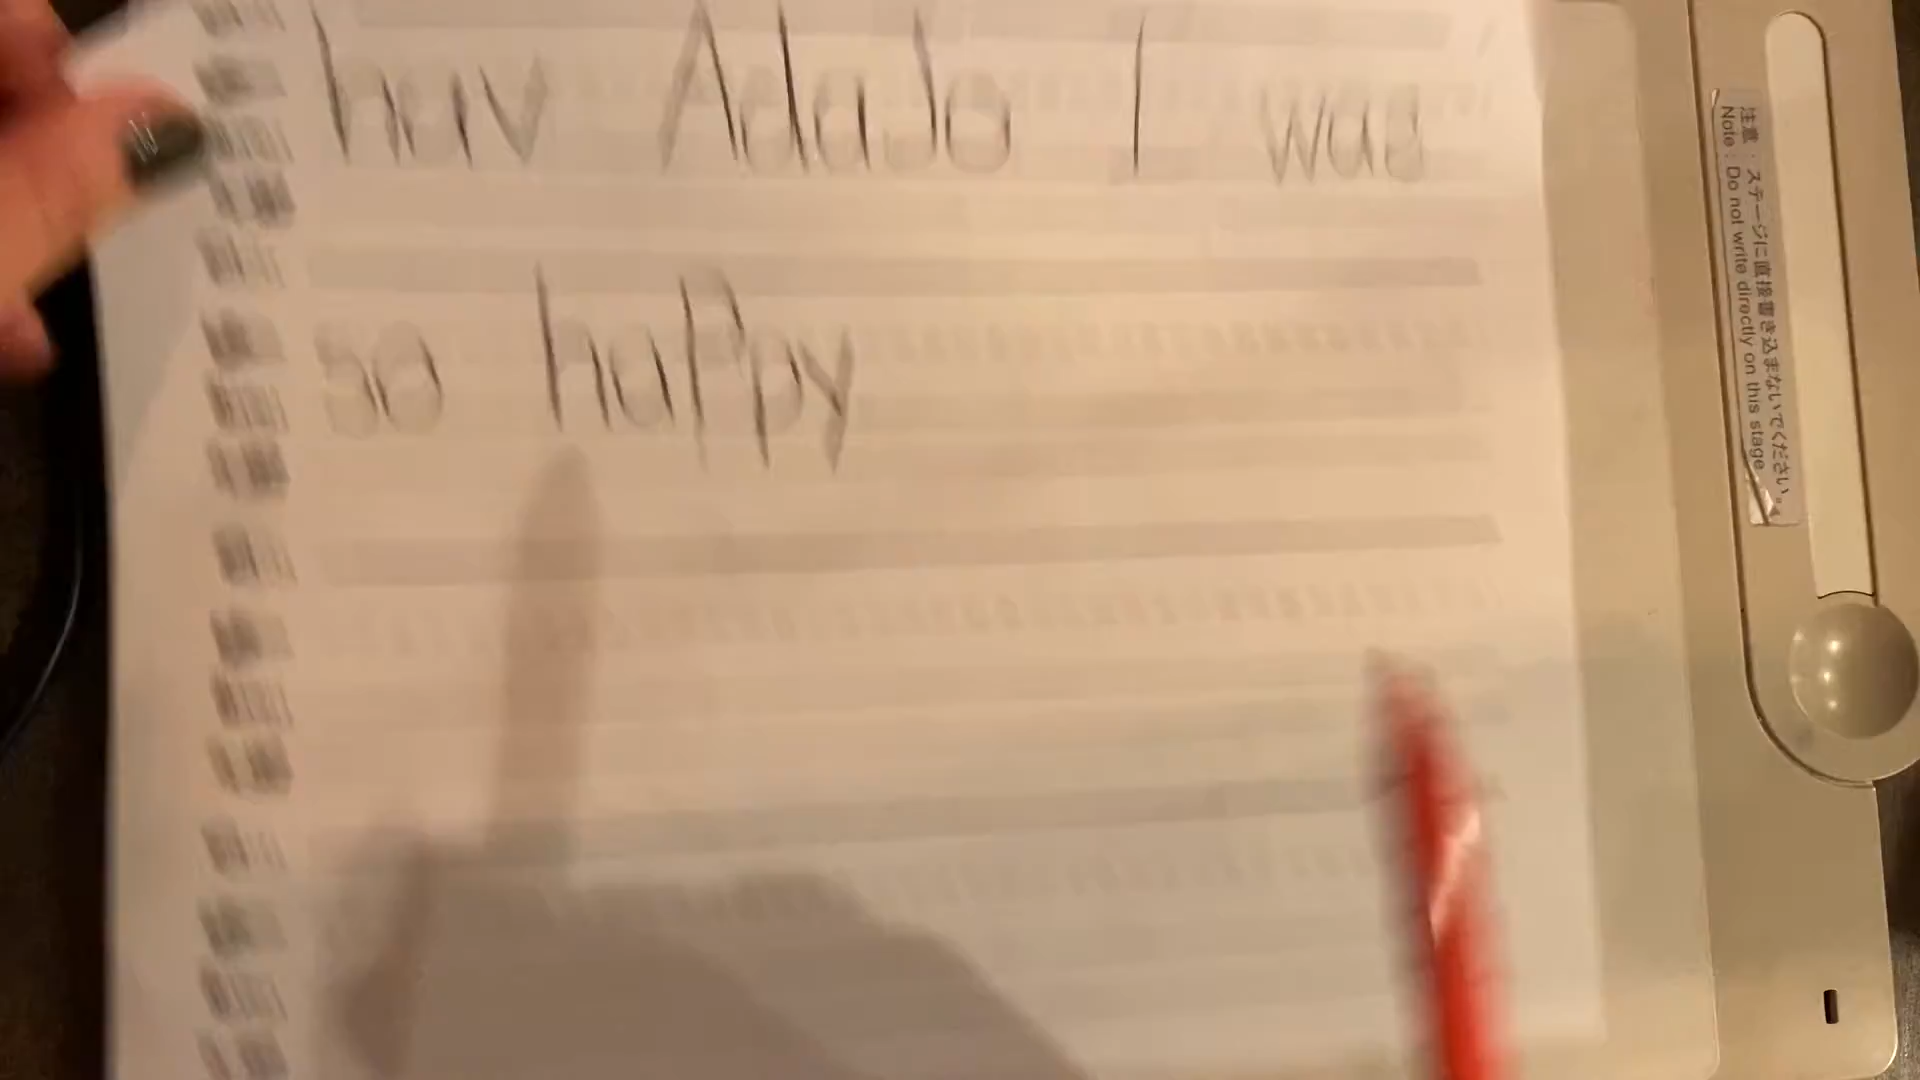 hav Adabo I was
so happy
注意：ステージに直接書き込まないでください。
Note : Do not write directly on this stage